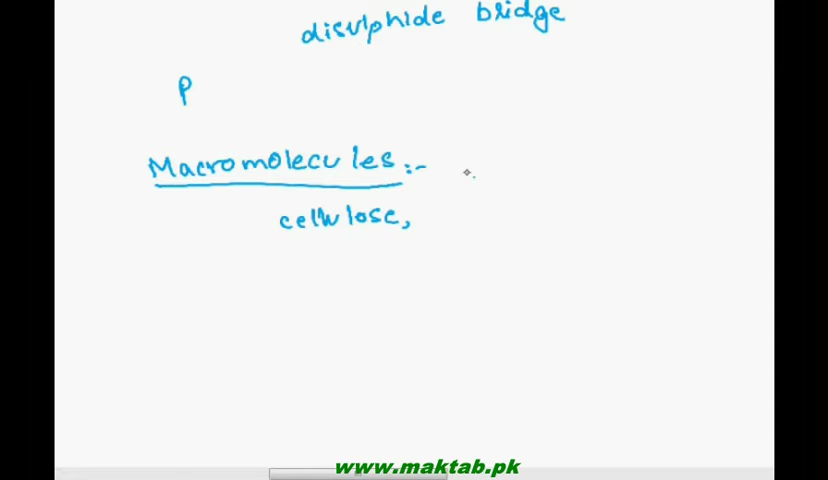 disulphide bridge
P
Macromolecules :-
cellulose,
www.maktab.pk